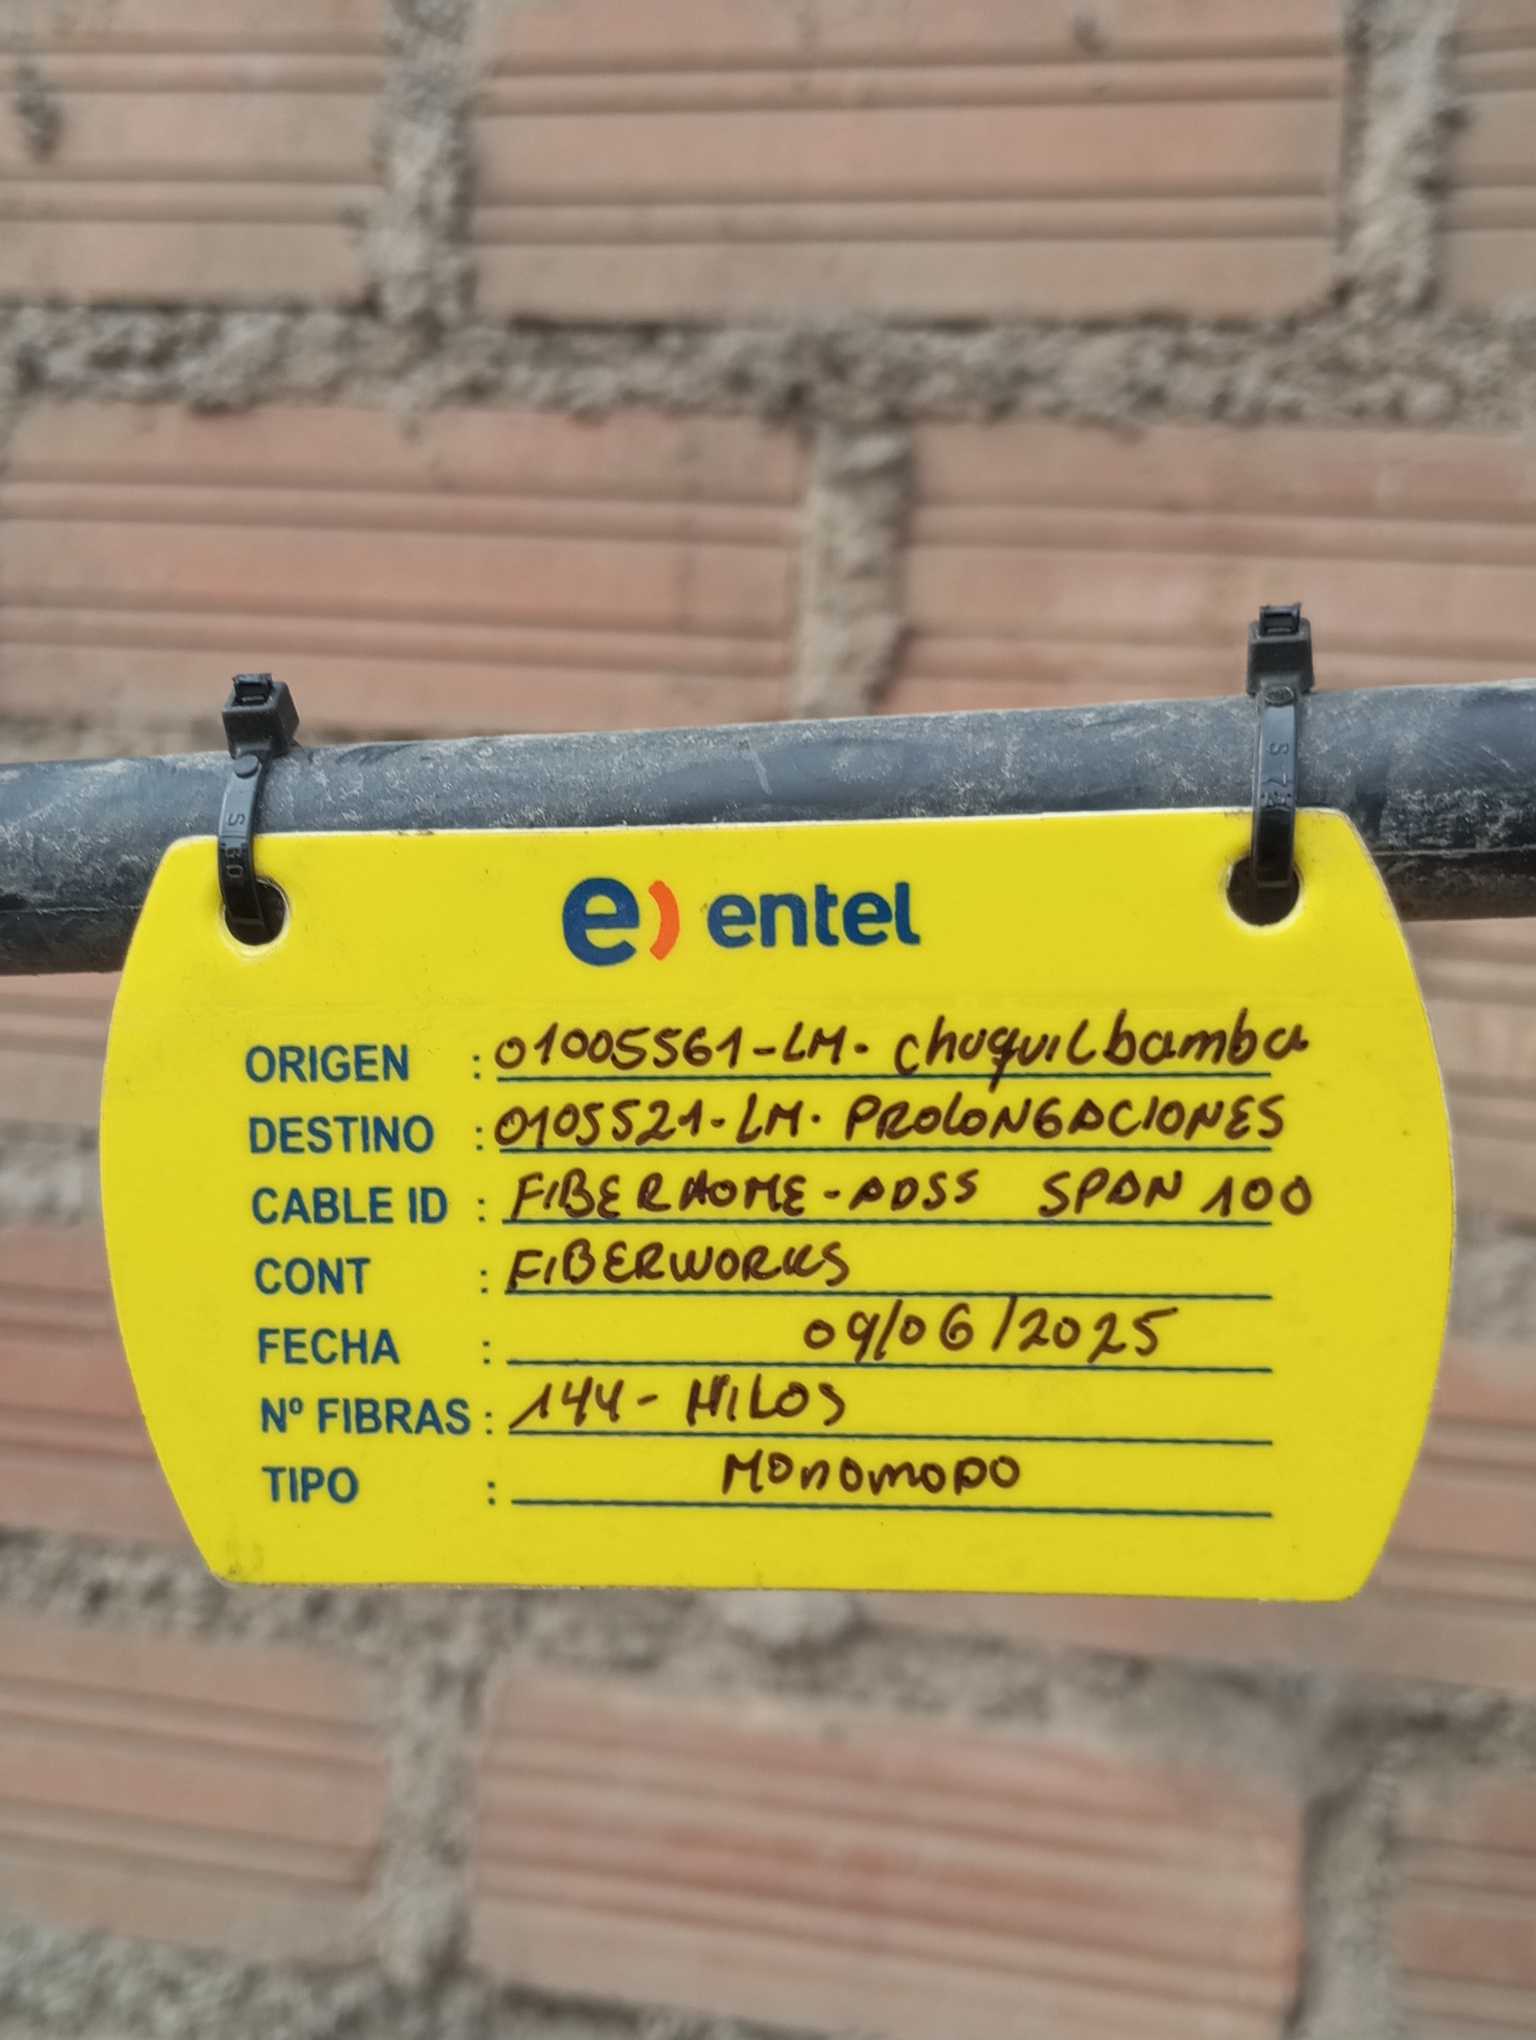 e) entel
ORIGEN : 01005561-LM. chuquilbamba
DESTINO : 0105521-LM. PROLONGACIONES
CABLE ID : FIBERHOME-ADSS SPAN 100
CONT : FIBERWORKS
FECHA : 09/06/2025
Nº FIBRAS : 144- HILOS
TIPO : MONOMODO